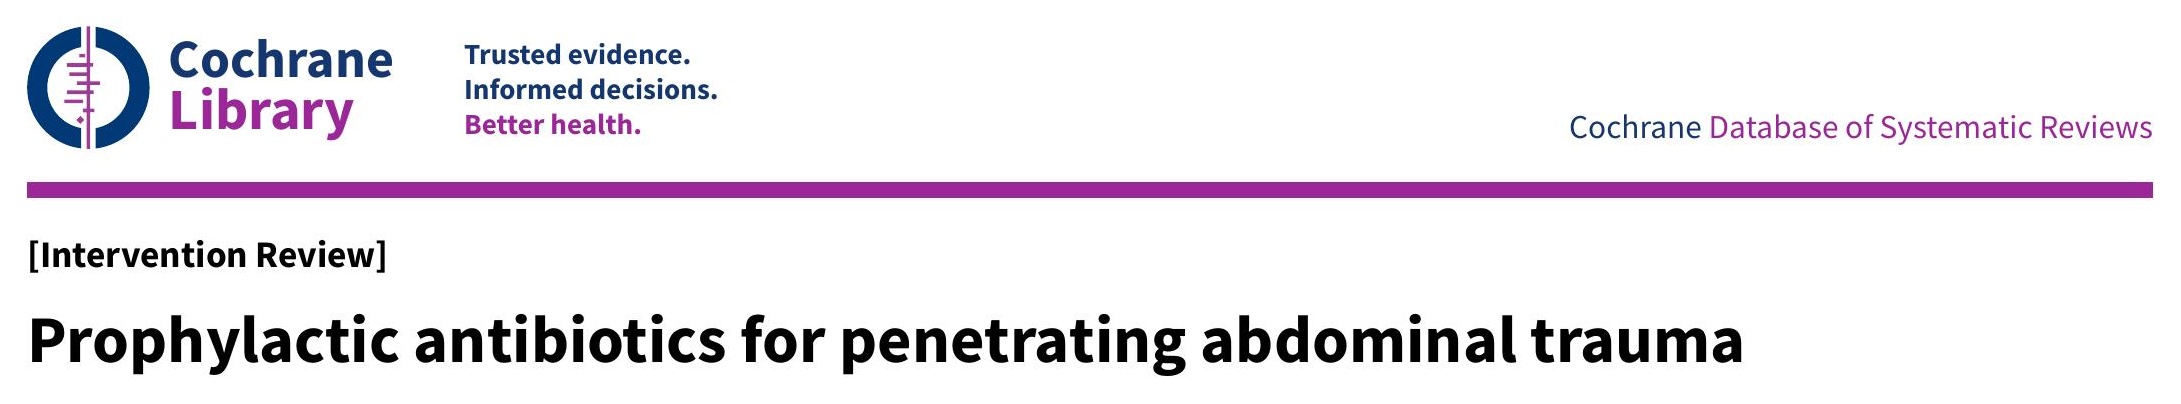 Cochrane
Library
Trusted evidence.
Informed decisions.
Better health.
Cochrane Database of Systematic Reviews
[Intervention Review]
Prophylactic antibiotics for penetrating abdominal trauma